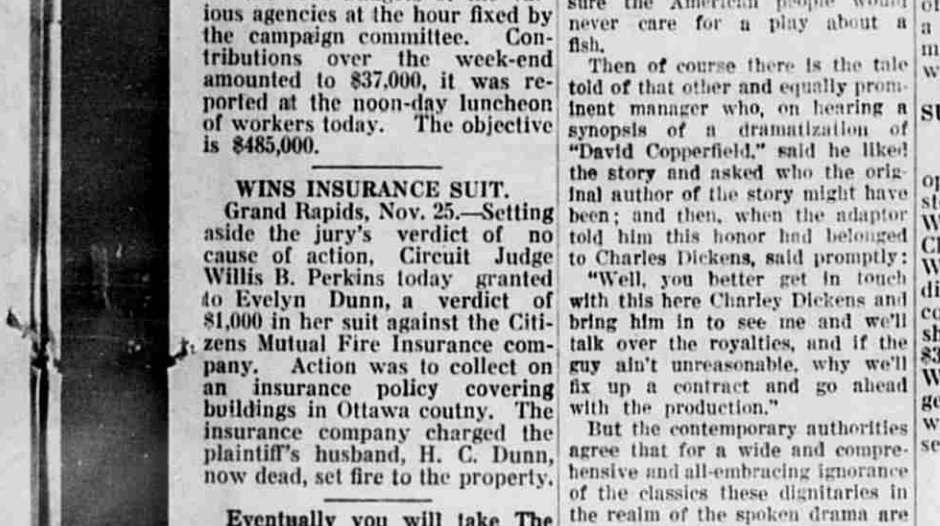 ious agencies at the hour fixed by
the campaign committee. Con-
tributions over the week-end
amounted to $37,000, it was re-
ported at the noon-day luncheon
of workers today. The objective
is $485,000.
WINS INSURANCE SUIT.
Grand Rapids, Nov. 25.—Setting
aside the jury's verdict of no
cause of action, Circuit Judge
Willis B. Perkins today granted
to Evelyn Dunn, a verdict of
$1,000 in her suit against the Citi-
zens Mutual Fire Insurance com-
pany. Action was to collect on
an insurance policy covering
buildings in Ottawa coutny. The
insurance company charged the
plaintiff's husband, H. C. Dunn,
now dead, set fire to the property.
Eventually you will take The
sure the American people would
never care for a play about a
fish.
Then of course there is the tale
told of that other and equally prom-
inent manager who, on hearing a
synopsis of a dramatization of
"David Copperfield," said he liked
the story and asked who the orig-
inal author of the story might have
been; and then, when the adaptor
told him this honor had belonged
to Charles Dickens, said promptly:
"Well, you better get in touch
with this here Charley Dickens and
bring him in to see me and we'll
talk over the royalties, and if the
guy ain't unreasonable, why we'll
fix up a contract and go ahead
with the production."
But the contemporary authorities
agree that for a wide and compre-
hensive and all-embracing ignorance
of the classics these dignitaries in
the realm of the spoken drama are